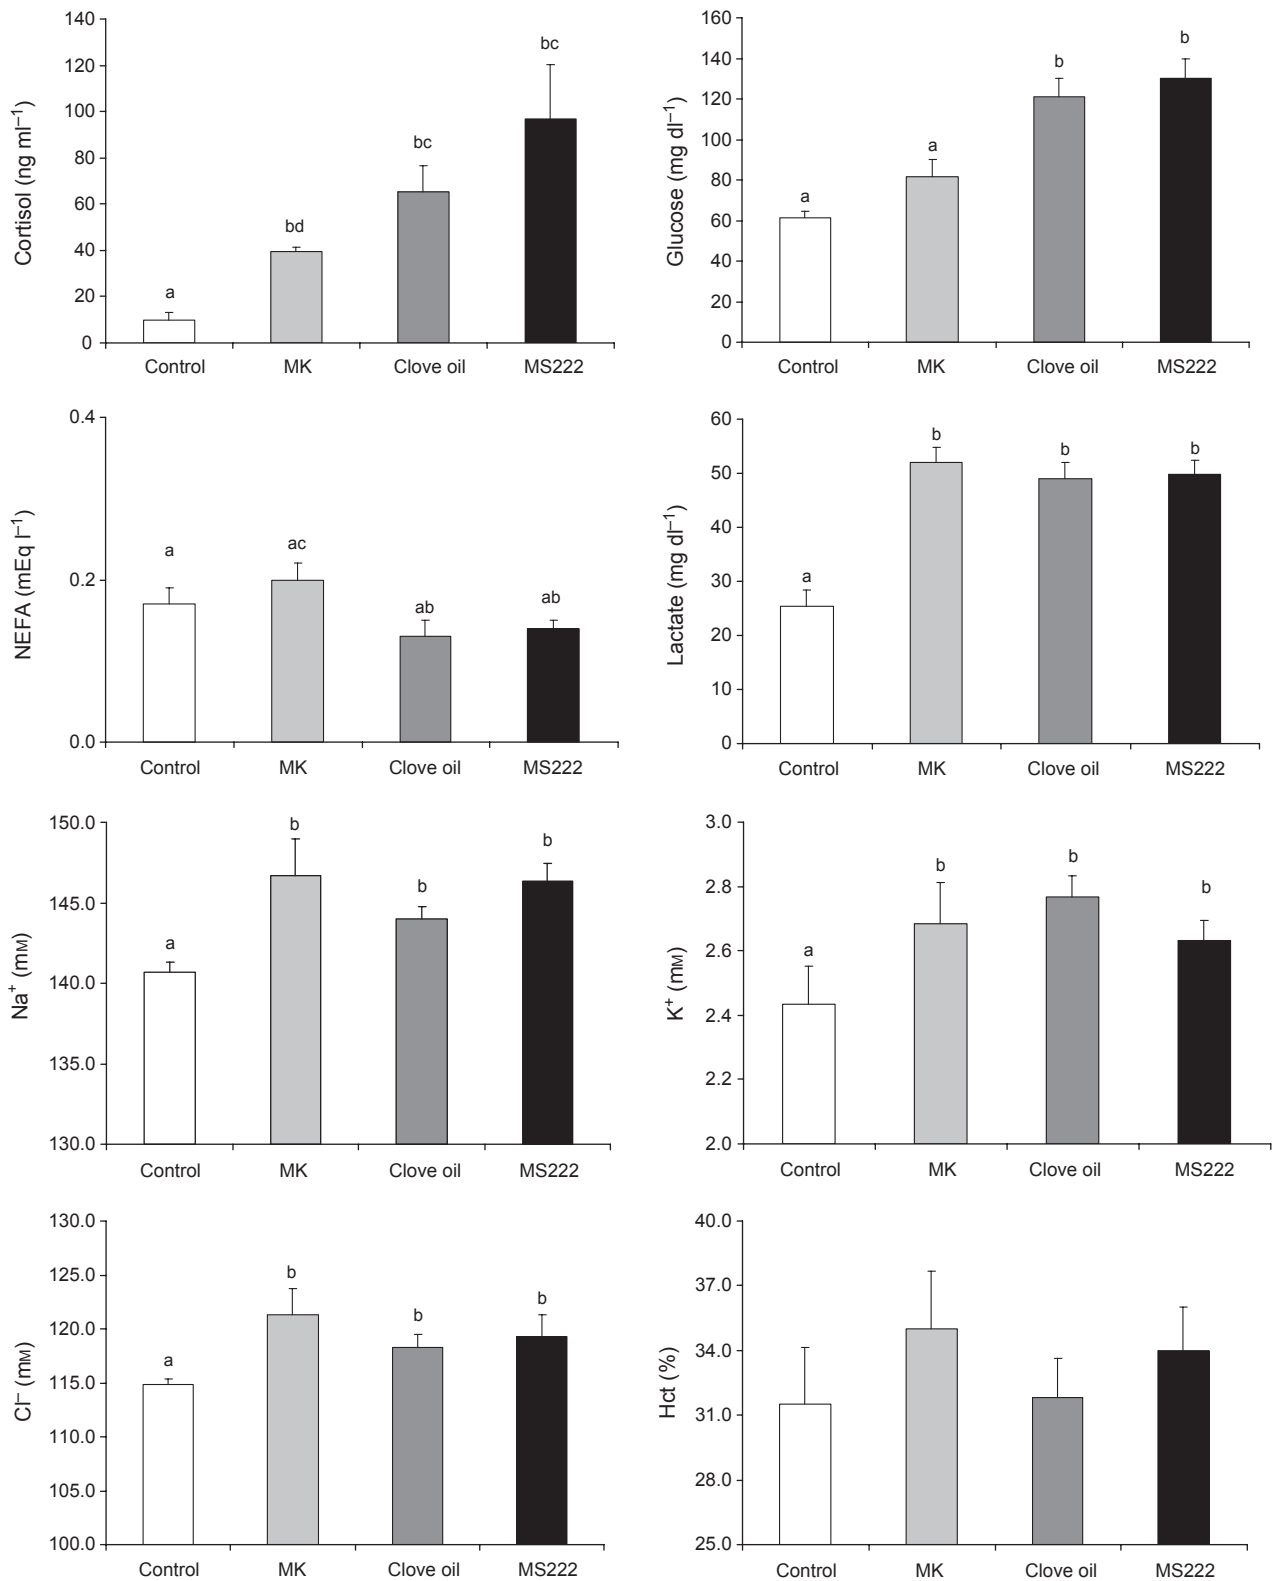 Cortisol (ng ml⁻¹)
140
120
100
80
60
40
20
0
a
bd
bc
bc
Control MK Clove oil MS222
Glucose (mg dl⁻¹)
160
140
120
100
80
60
40
20
0
a
a
b
b
Control MK Clove oil MS222
NEFA (mEq l⁻¹)
0.4
0.2
0.0
a
ac
ab
ab
Control MK Clove oil MS222
Lactate (mg dl⁻¹)
60
50
40
30
20
10
0
a
b
b
b
Control MK Clove oil MS222
Na⁺ (mM)
150.0
145.0
140.0
135.0
130.0
a
b
b
b
Control MK Clove oil MS222
K⁺ (mM)
3.0
2.8
2.6
2.4
2.2
2.0
a
b
b
b
Control MK Clove oil MS222
Cl⁻ (mM)
130.0
125.0
120.0
115.0
110.0
105.0
100.0
a
b
b
b
Control MK Clove oil MS222
Hct (%)
40.0
37.0
34.0
31.0
28.0
25.0
Control MK Clove oil MS222